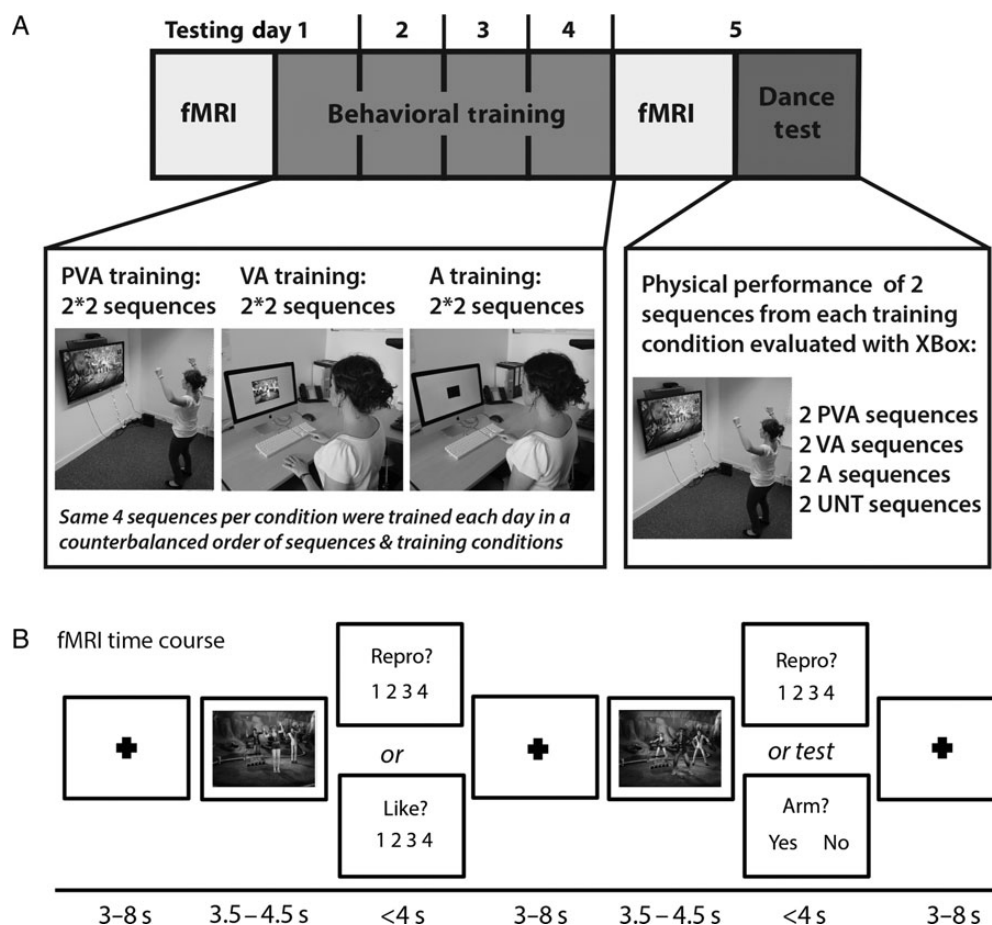 A
Testing day 1 2 3 4 5
fMRI Behavioral training fMRI Dance
test
PVA training:
2*2 sequences
VA training:
2*2 sequences
A training:
2*2 sequences
Same 4 sequences per condition were trained each day in a
counterbalanced order of sequences & training conditions
Physical performance of 2
sequences from each training
condition evaluated with XBox:
2 PVA sequences
2 VA sequences
2 A sequences
2 UNT sequences
B fMRI time course
Repro?
1 2 3 4
or
Like?
1 2 3 4
Repro?
1 2 3 4
or test
Arm?
Yes No
3–8 s 3.5–4.5 s <4 s 3–8 s 3.5–4.5 s <4 s 3–8 s